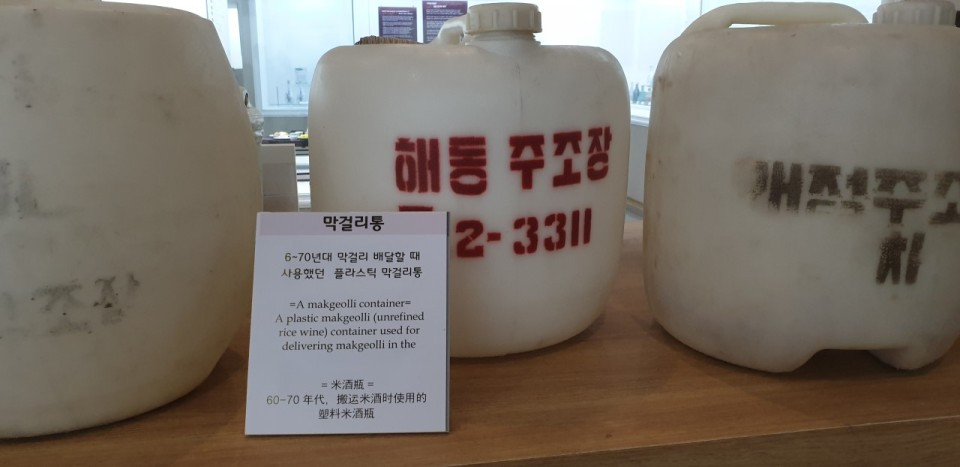 해동 주조장
2-3311
막걸리통
6-70년대 막걸리 배달할 때
사용했던 플라스틱 막걸리통
=A makgeolli container=
A plastic makgeolli (unrefined
rice wine) container used for
delivering makgeolli in the
= 米酒瓶 =
60-70 年代，搬运米酒时使用的
塑料米酒瓶
정주조